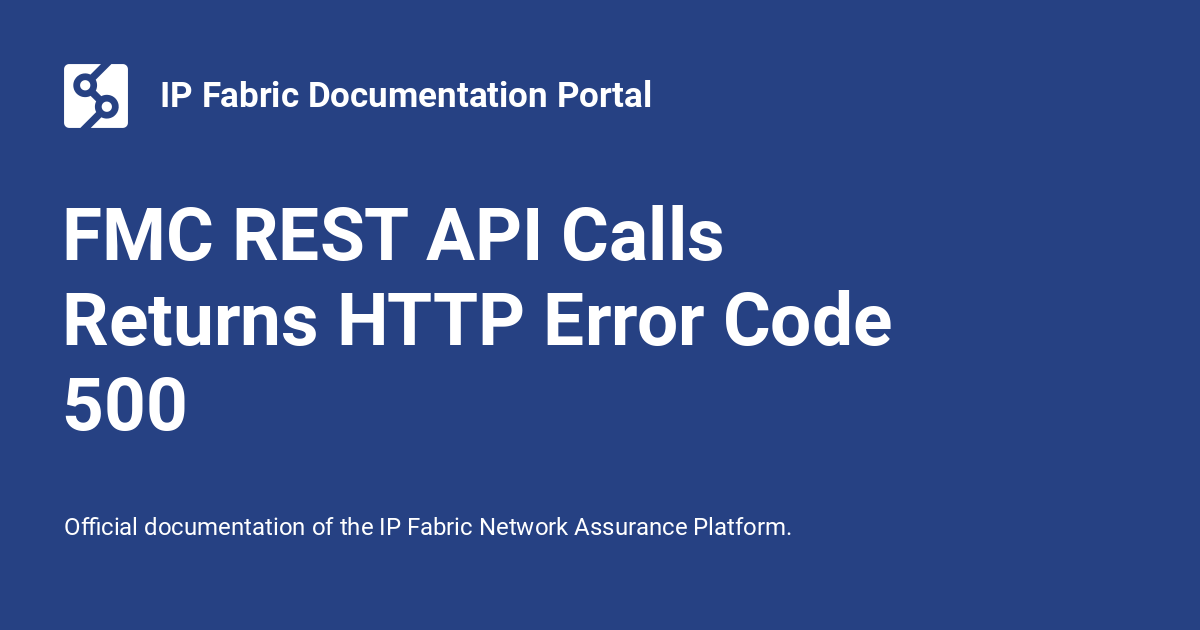 IP Fabric Documentation Portal
FMC REST API Calls
Returns HTTP Error Code
500
Official documentation of the IP Fabric Network Assurance Platform.